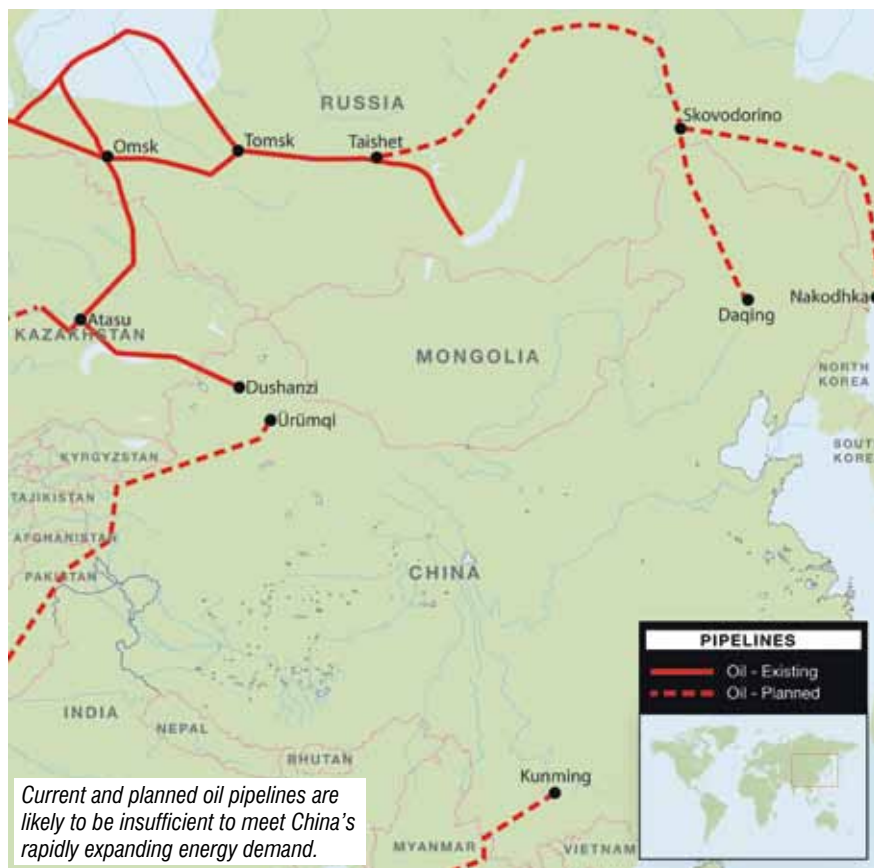 RUSSIA
Skovodorino
Omsk
Tomsk
Taishet
Nakodhka
Daqing
Atasu
KAZAKHSTAN
MONGOLIA
NORTH
KOREA
Dushanzi
Ürümqi
SOUTH
KOREA
KYRGYZSTAN
TAJIKISTAN
AFGHANISTAN
PAKISTAN
CHINA
PIPELINES
Oil - Existing
Oil - Planned
INDIA
NEPAL
BHUTAN
Kunming
MYANMAR
VIETNAM
Current and planned oil pipelines are
likely to be insufficient to meet China's
rapidly expanding energy demand.